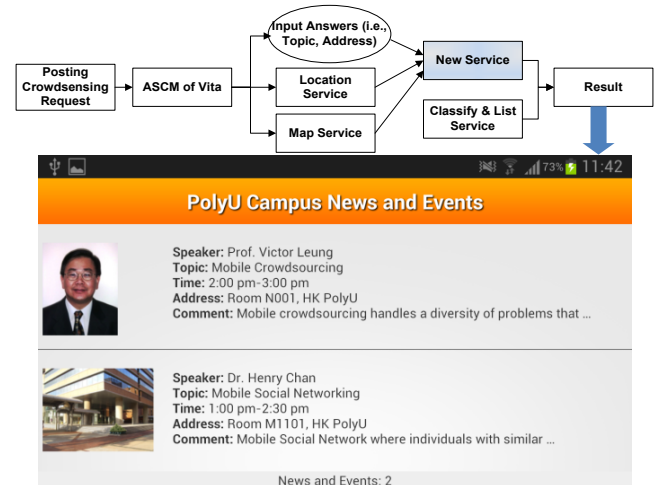 Input Answers (i.e.,
Topic, Address)
Posting
Crowdsensing
Request
ASCM of Vita
Location
Service
Map Service
New Service
Classify & List
Service
Result
73%
11:42
PolyU Campus News and Events
Speaker: Prof. Victor Leung
Topic: Mobile Crowdsourcing
Time: 2:00 pm-3:00 pm
Address: Room N001, HK PolyU
Comment: Mobile crowdsourcing handles a diversity of problems that ...
Speaker: Dr. Henry Chan
Topic: Mobile Social Networking
Time: 1:00 pm-2:30 pm
Address: Room M1101, HK PolyU
Comment: Mobile Social Network where individuals with similar ...
News and Events: 2